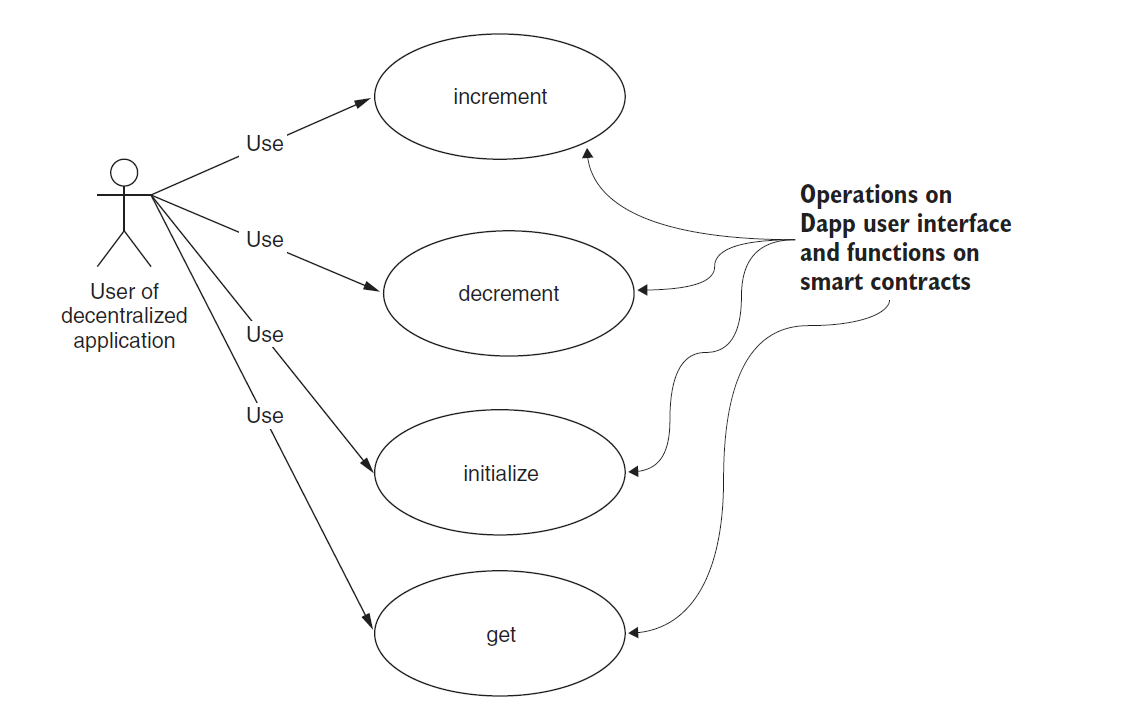 increment
Use
Operations on
Dapp user interface
and functions on
smart contracts
Use
decrement
User of
decentralized
application
Use
Use
initialize
get